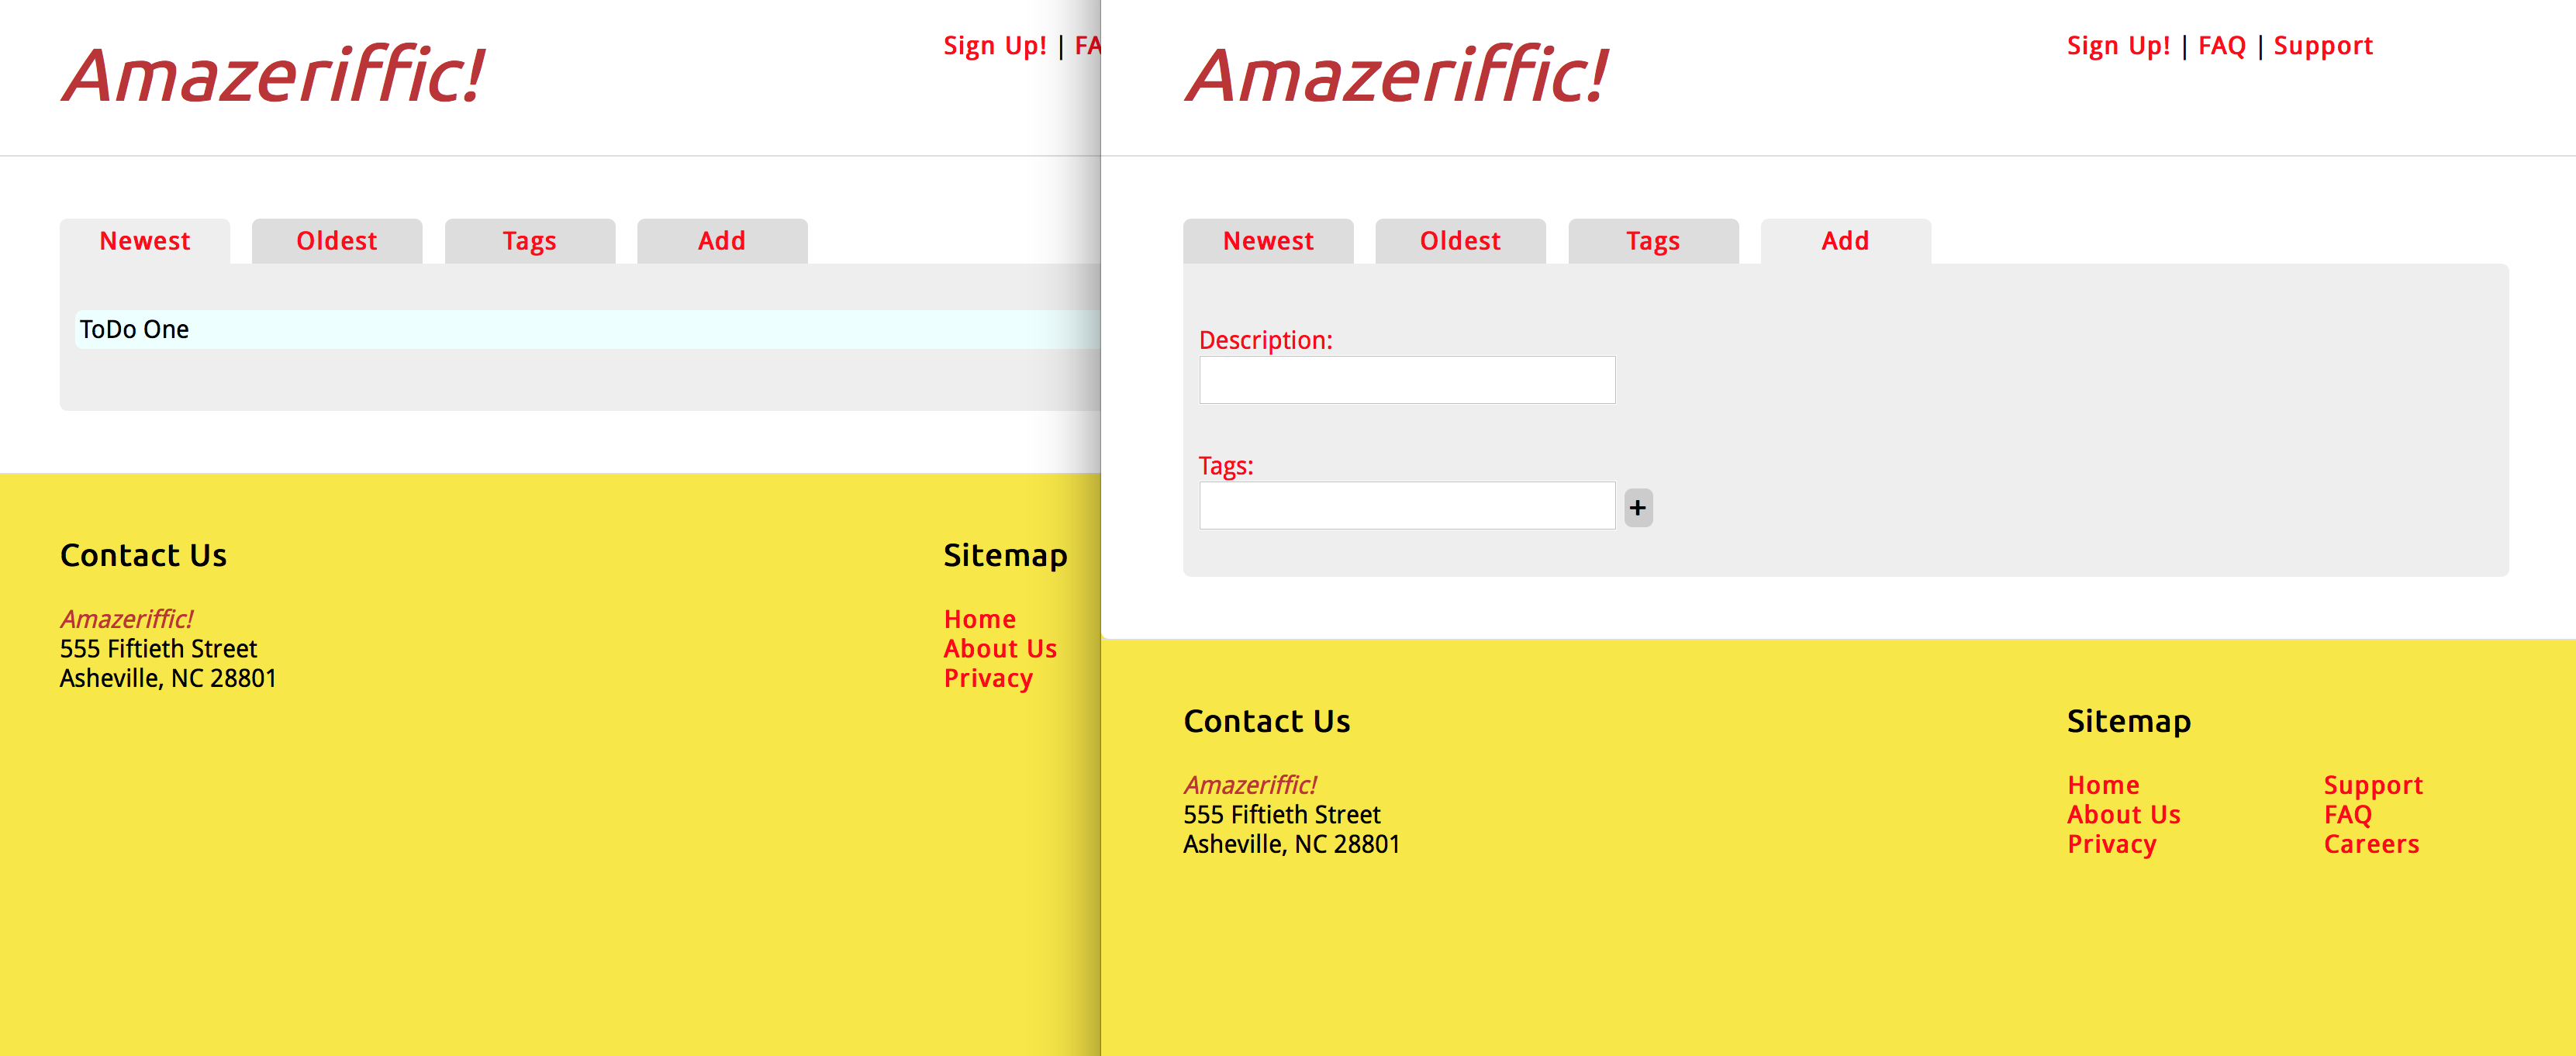 Amazeriffic!
Sign Up! | FA
Newest
Oldest
Tags
Add
ToDo One
Contact Us
Amazeriffic!
555 Fiftieth Street
Asheville, NC 28801
Sitemap
Home
About Us
Privacy
Amazeriffic!
Sign Up! | FAQ | Support
Newest
Oldest
Tags
Add
Description:
Tags:
+
Contact Us
Amazeriffic!
555 Fiftieth Street
Asheville, NC 28801
Sitemap
Home
About Us
Privacy
Support
FAQ
Careers